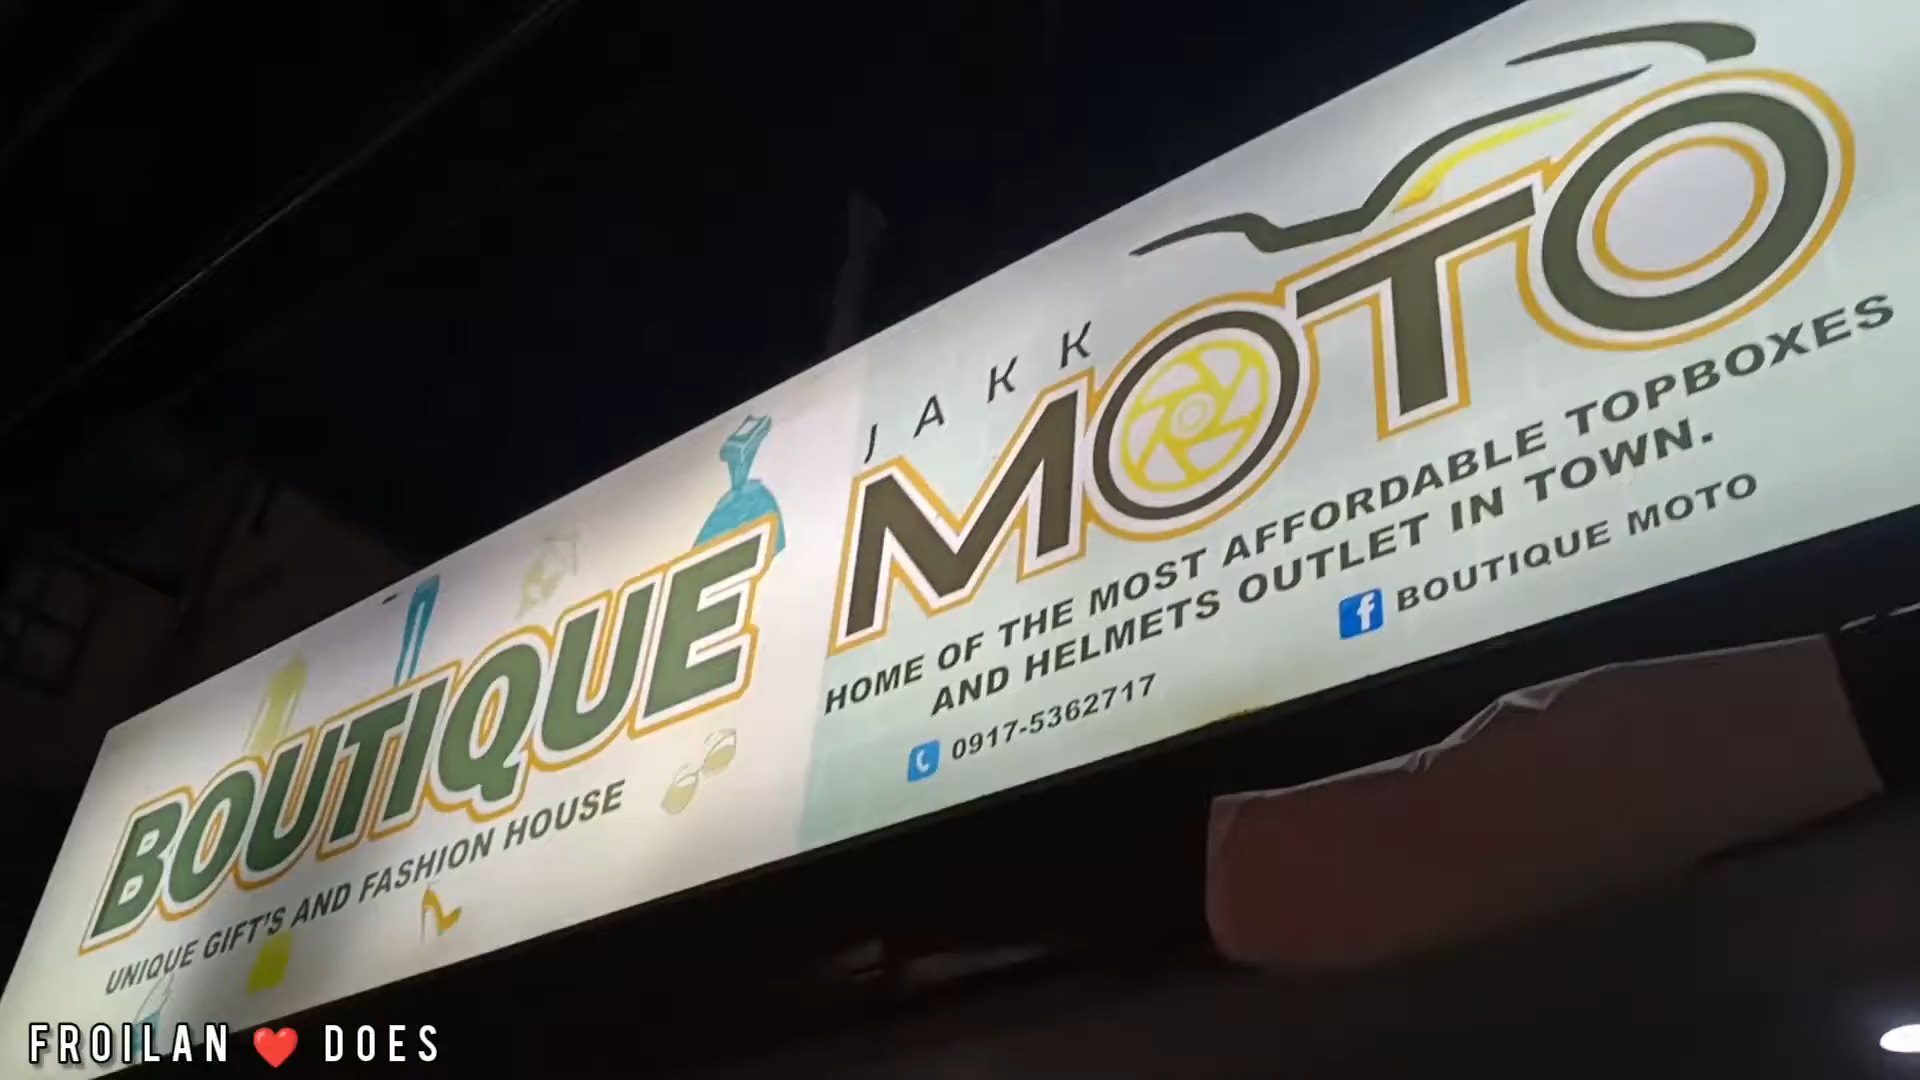 BOUTIQUE
UNIQUE GIFT'S AND FASHION HOUSE
JAKK
MOTO
HOME OF THE MOST AFFORDABLE TOPBOXES
AND HELMETS OUTLET IN TOWN.
0917-5362717
f BOUTIQUE MOTO
FROILAN ❤️ DOES